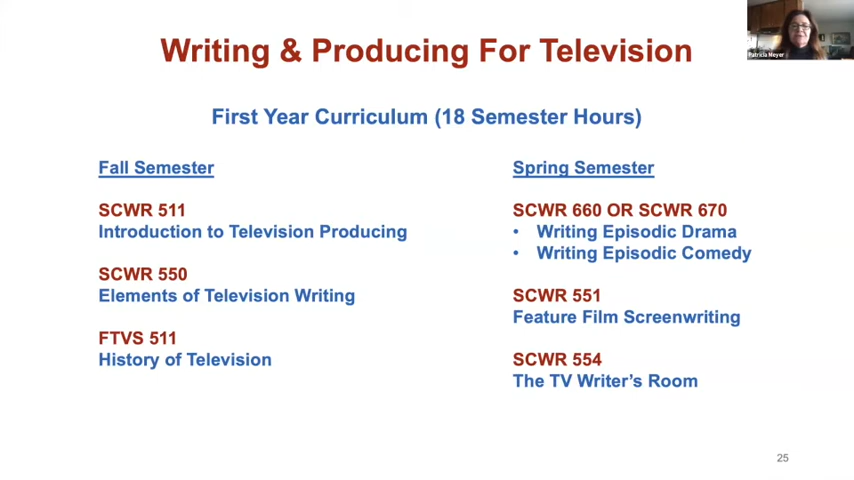 Writing & Producing For Television
Patricia Meyer
First Year Curriculum (18 Semester Hours)
Fall Semester
SCWR 511
Introduction to Television Producing
SCWR 550
Elements of Television Writing
FTVS 511
History of Television
Spring Semester
SCWR 660 OR SCWR 670
• Writing Episodic Drama
• Writing Episodic Comedy
SCWR 551
Feature Film Screenwriting
SCWR 554
The TV Writer’s Room
25